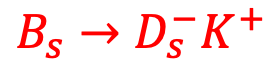 B_s → D_s^- K^+